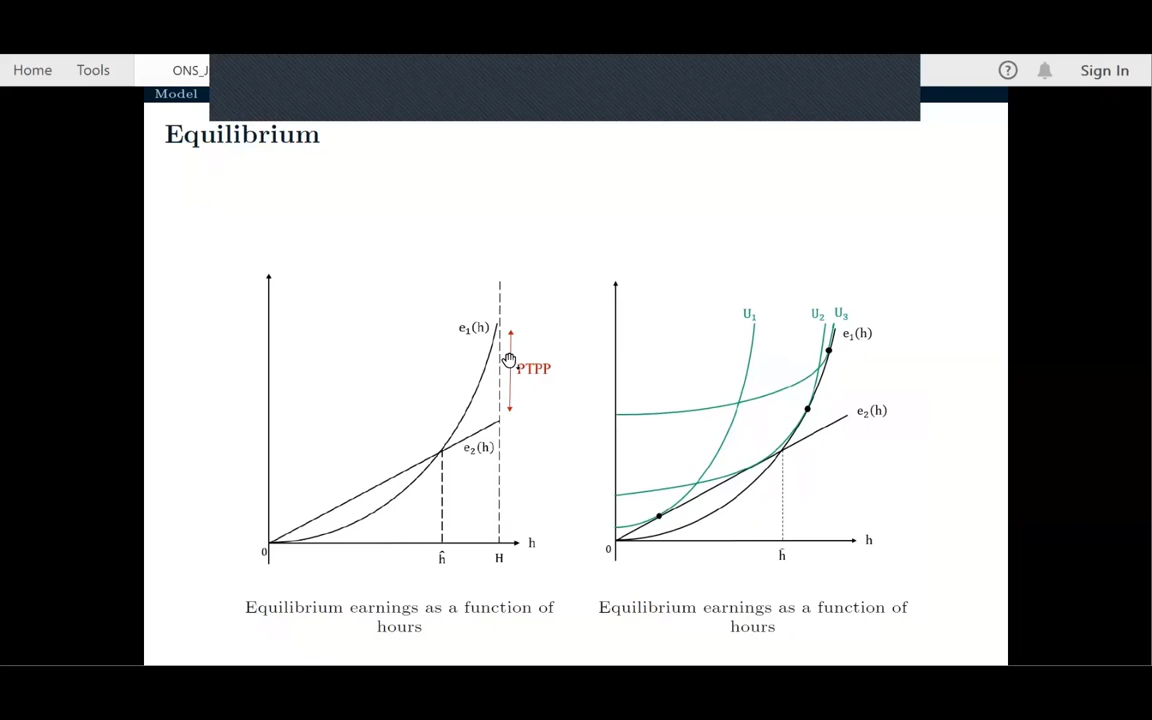 Home Tools ONS_J Sign In
Model
Equilibrium
e₁(h)
PTPP
e₂(h)
0 ĥ H h
U₁ U₂ U₃
e₁(h)
e₂(h)
0 h̄ h
Equilibrium earnings as a function of
hours
Equilibrium earnings as a function of
hours